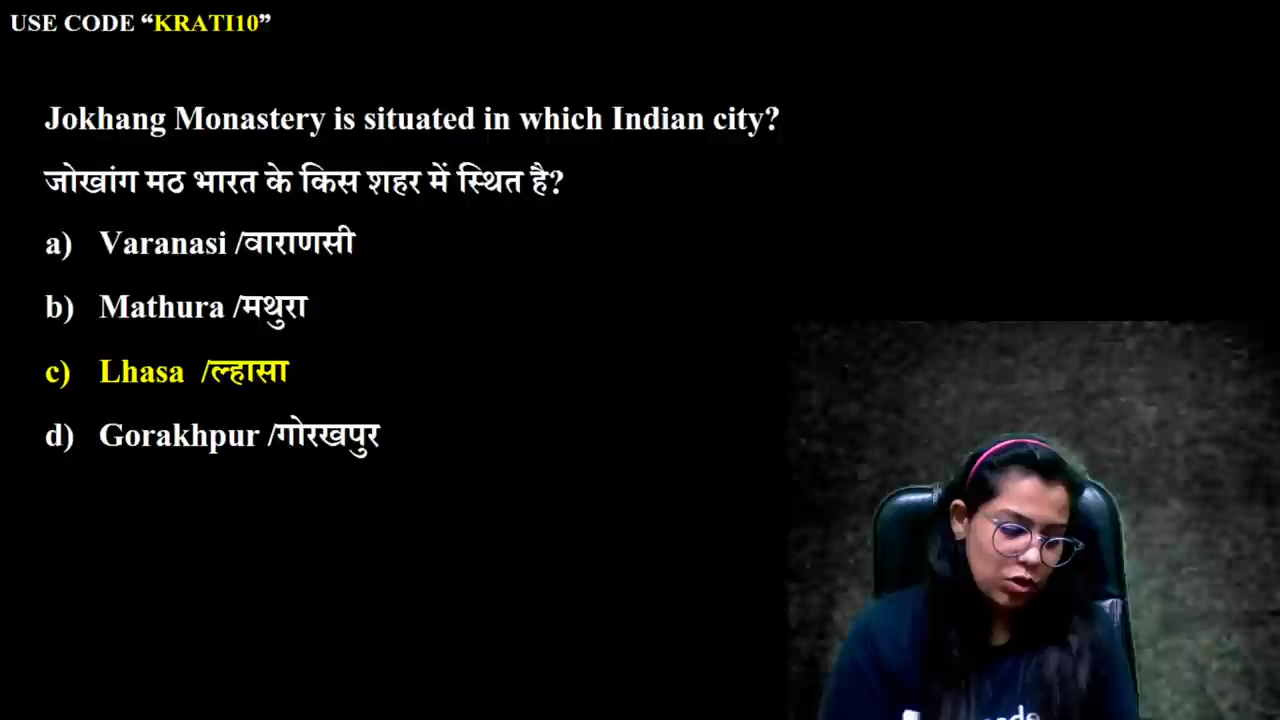 USE CODE “KRATI10”
Jokhang Monastery is situated in which Indian city?
जोखांग मठ भारत के किस शहर में स्थित है?
a) Varanasi /वाराणसी
b) Mathura /मथुरा
c) Lhasa /ल्हासा
d) Gorakhpur /गोरखपुर